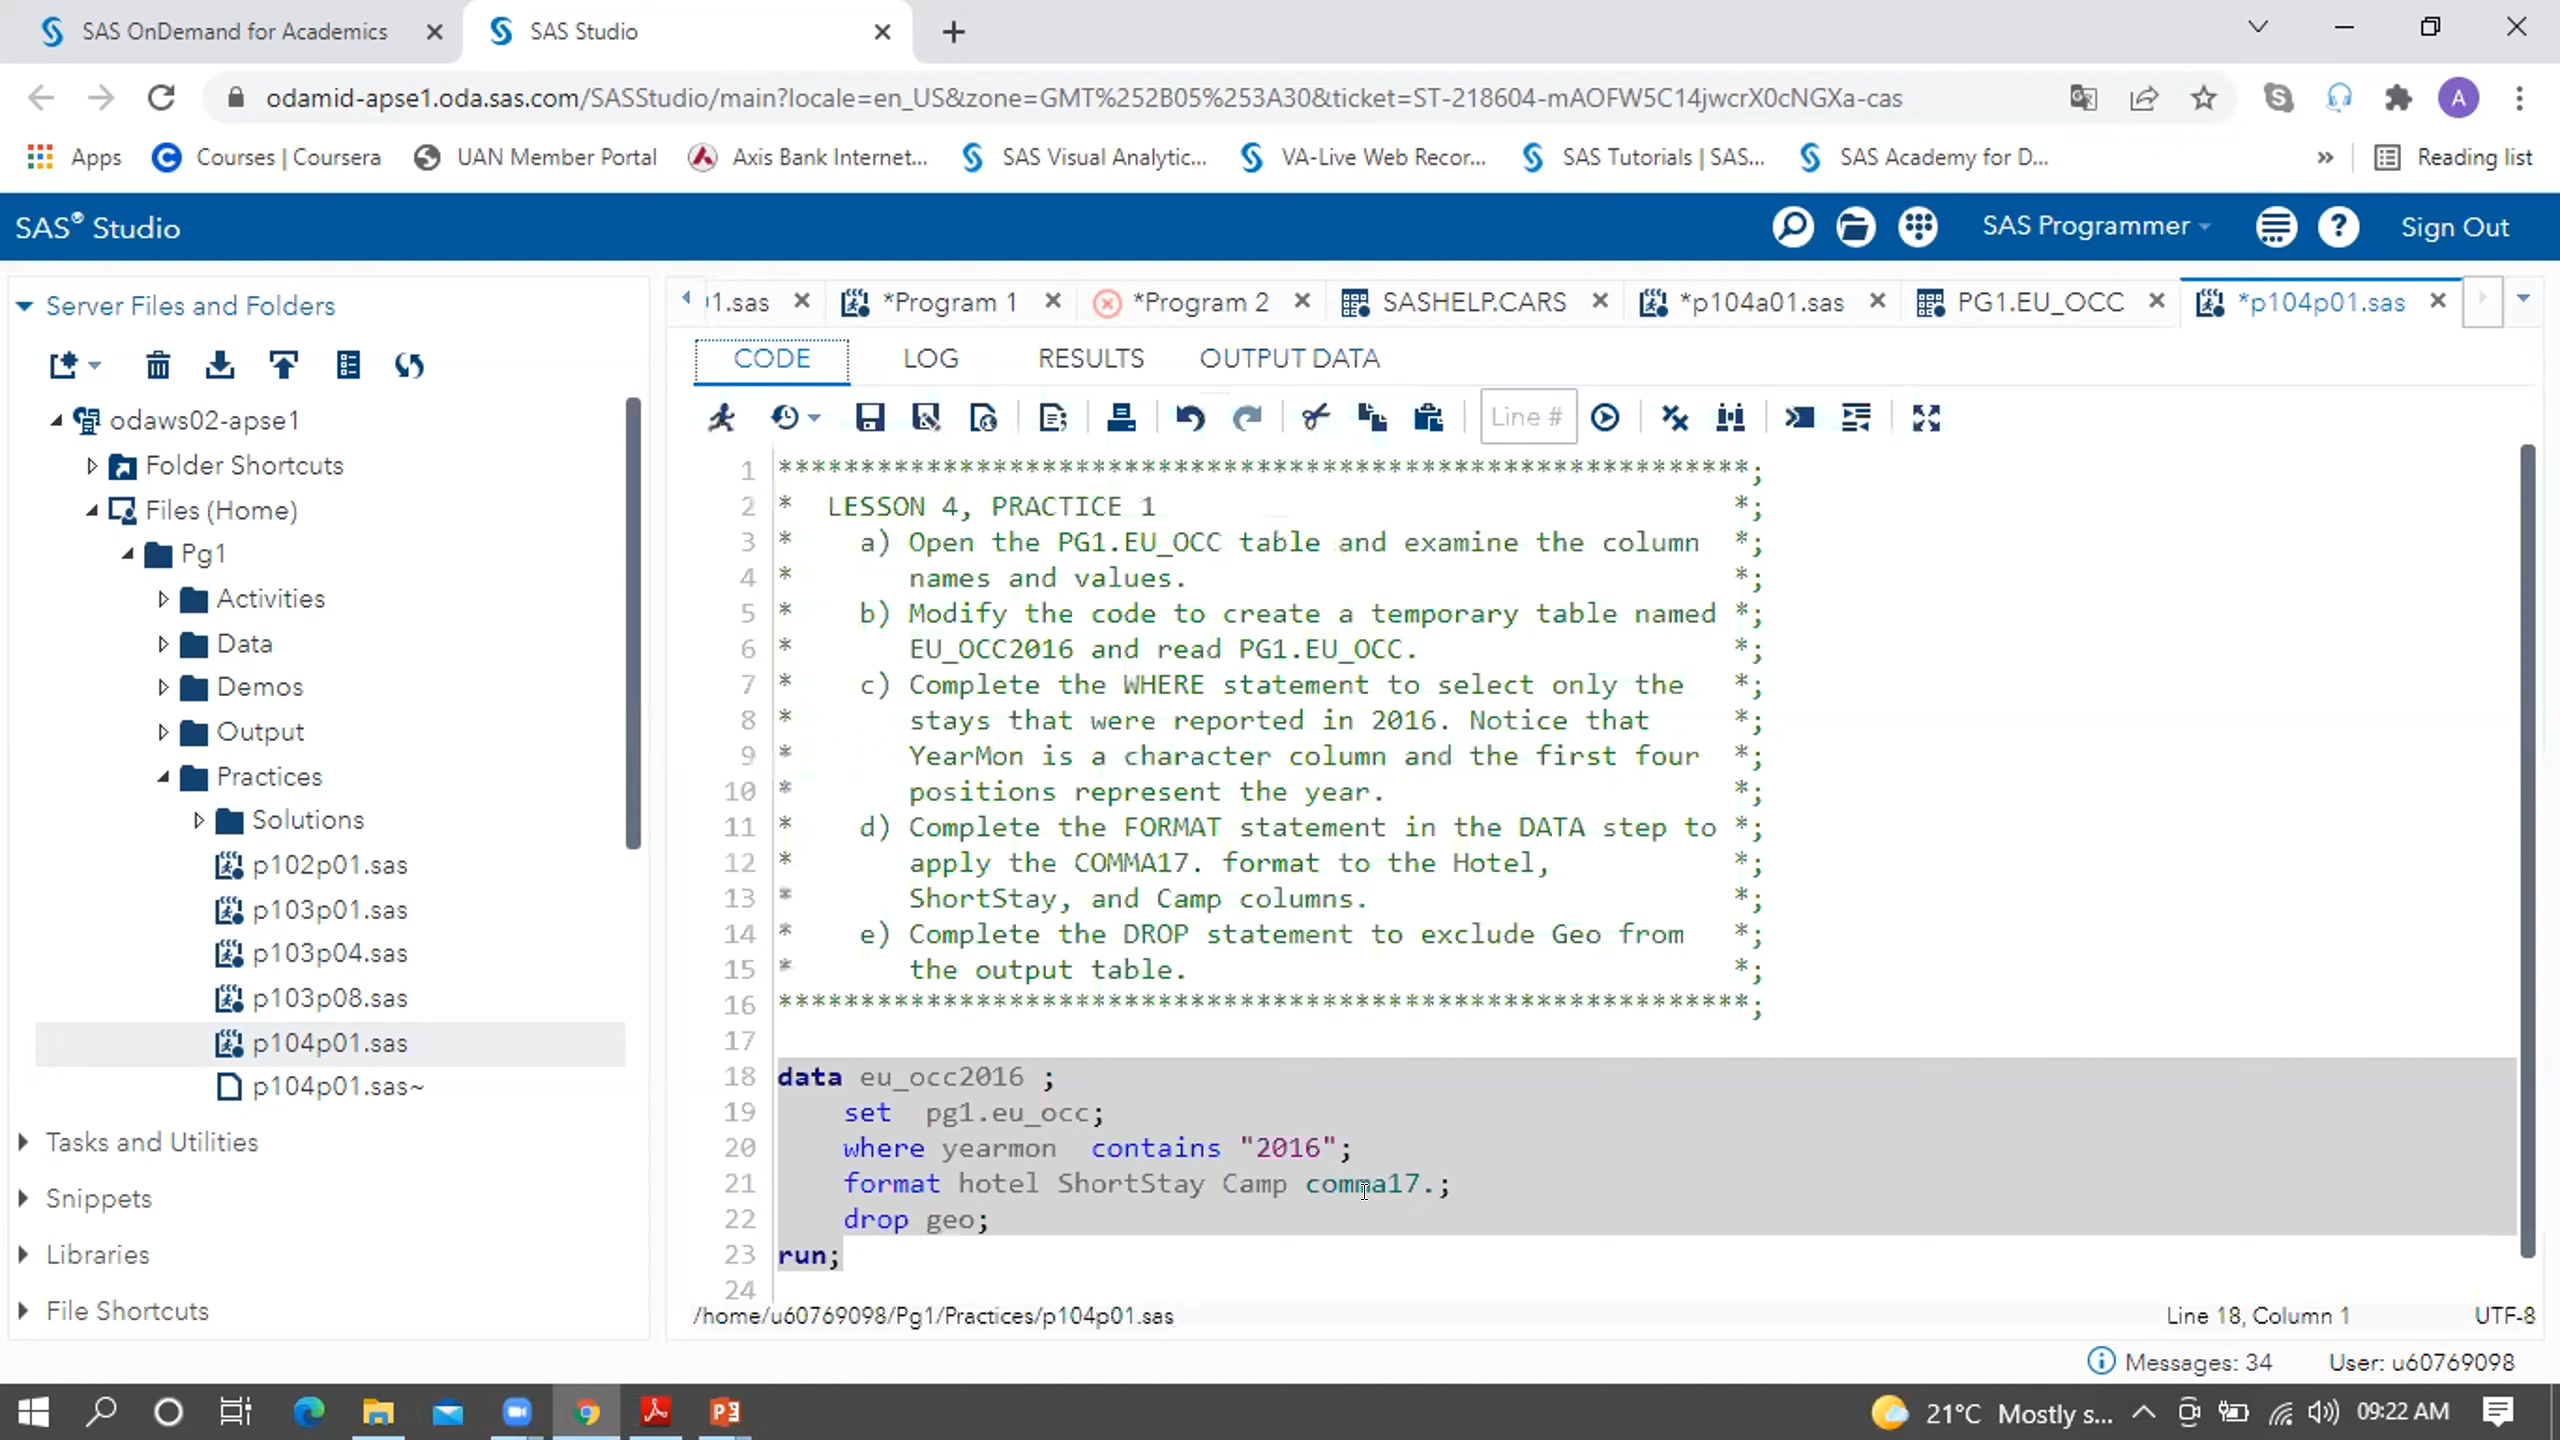 SAS OnDemand for Academics
SAS Studio
odamid-apse1.oda.sas.com/SASStudio/main?locale=en_US&zone=GMT%252B05%253A30&ticket=ST-218604-mAOFW5C14jwcrX0cNGXa-cas
A
Apps
Courses | Coursera
UAN Member Portal
Axis Bank Internet...
SAS Visual Analytic...
VA-Live Web Recor...
SAS Tutorials | SAS...
SAS Academy for D...
»
Reading list
SAS® Studio
SAS Programmer
Sign Out
Server Files and Folders
odaws02-apse1
Folder Shortcuts
Files (Home)
Pg1
Activities
Data
Demos
Output
Practices
Solutions
p102p01.sas
p103p01.sas
p103p04.sas
p103p08.sas
p104p01.sas
p104p01.sas~
Tasks and Utilities
Snippets
Libraries
File Shortcuts
1.sas
*Program 1
*Program 2
SASHELP.CARS
*p104a01.sas
PG1.EU_OCC
*p104p01.sas
CODE LOG RESULTS OUTPUT DATA
Line #
1 ***********************************************************;
2 *  LESSON 4, PRACTICE 1                                   *;
3 *    a) Open the PG1.EU_OCC table and examine the column  *;
4 *       names and values.                                 *;
5 *    b) Modify the code to create a temporary table named *;
6 *       EU_OCC2016 and read PG1.EU_OCC.                   *;
7 *    c) Complete the WHERE statement to select only the   *;
8 *       stays that were reported in 2016. Notice that     *;
9 *       YearMon is a character column and the first four  *;
10 *       positions represent the year.                     *;
11 *    d) Complete the FORMAT statement in the DATA step to *;
12 *       apply the COMMA17. format to the Hotel,           *;
13 *       ShortStay, and Camp columns.                      *;
14 *    e) Complete the DROP statement to exclude Geo from   *;
15 *       the output table.                                 *;
16 ***********************************************************;
17
18 data eu_occ2016 ;
19     set  pg1.eu_occ;
20     where yearmon  contains "2016";
21     format hotel ShortStay Camp comma17.;
22     drop geo;
23 run;
24
/home/u60769098/Pg1/Practices/p104p01.sas
Line 18, Column 1
UTF-8
Messages: 34
User: u60769098
21°C Mostly s...
09:22 AM